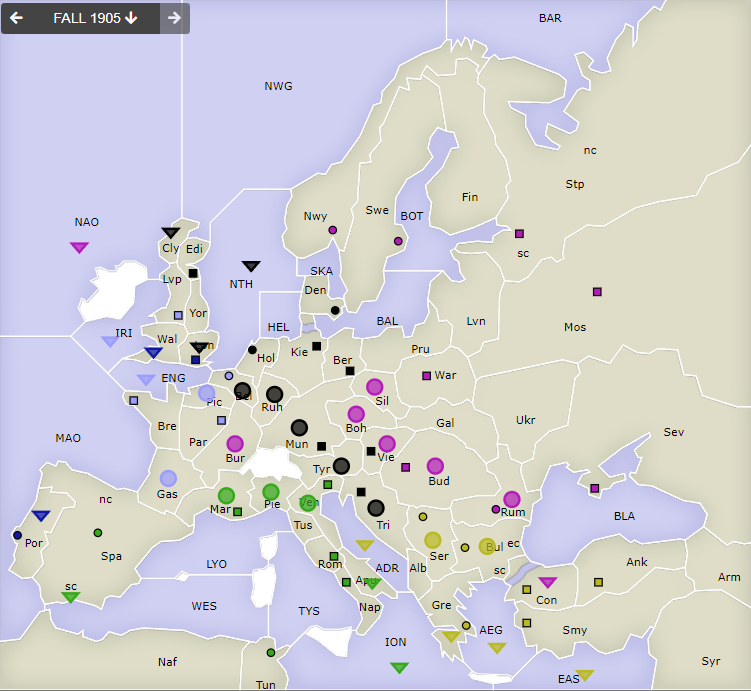 FALL 1905
BAR
NWG
nc
Stp
Fin
Swe
BOT
Nwy
NAO
Cly
Edi
sc
SKA
Lvp
NTH
Den
Mos
Yor
BAL
Lvn
HEL
IRI
Wal
Lon
Kie
Ber
Pru
Hol
ENG
War
Pic
Bel
Ruh
Sil
Ukr
Gal
Sev
Bre
Boh
MAO
Par
Mun
Bur
Vie
Tyr
Gas
Bud
nc
Mar
Pie
Ven
Rum
Tri
BLA
Tus
Por
Spa
Ser
Bul
ec
LYO
Rom
ADR
Alb
sc
Ank
Arm
Apu
sc
Con
WES
TYS
Nap
Gre
AEG
Smy
ION
Naf
Syr
EAS
Tun